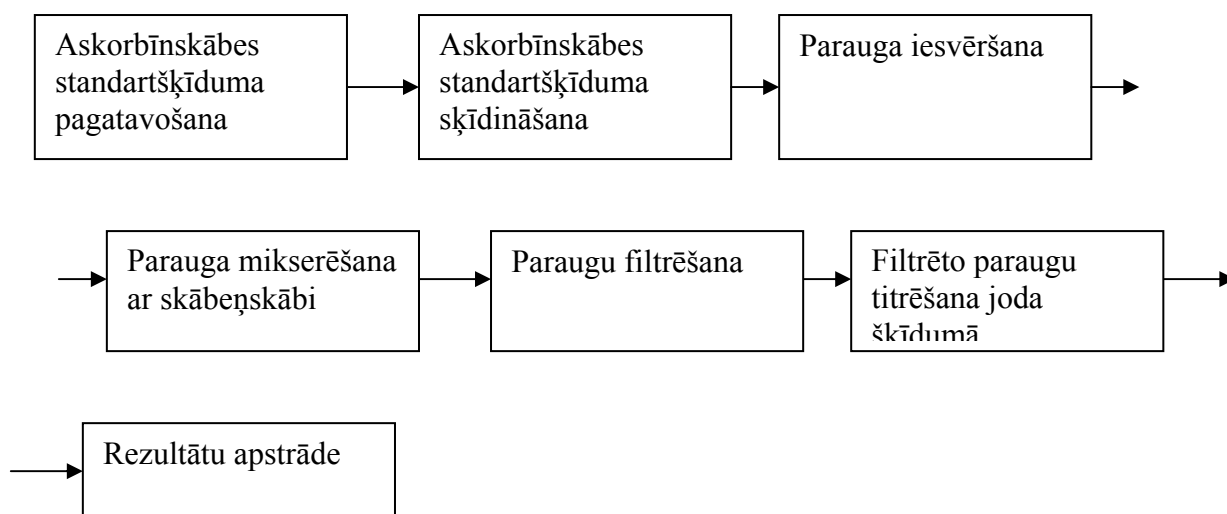 Askorbīnskābes
standartšķīduma
pagatavošana
Askorbīnskābes
standartšķīduma
sķīdināšana
Parauga iesvēršana
Parauga mikserēšana
ar skābeņskābi
Paraugu filtrēšana
Filtrēto paraugu
titrēšana joda
šķīdumā
Rezultātu apstrāde